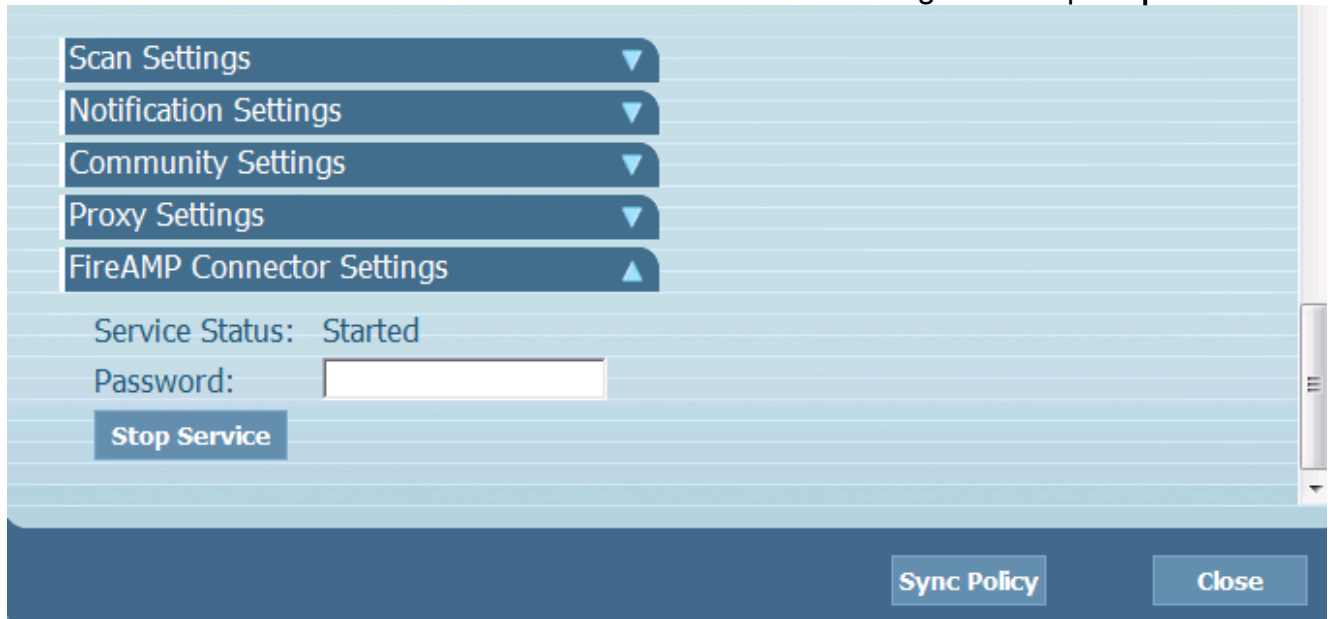 Scan Settings
Notification Settings
Community Settings
Proxy Settings
FireAMP Connector Settings
Service Status: Started
Password:
Stop Service
Sync Policy Close